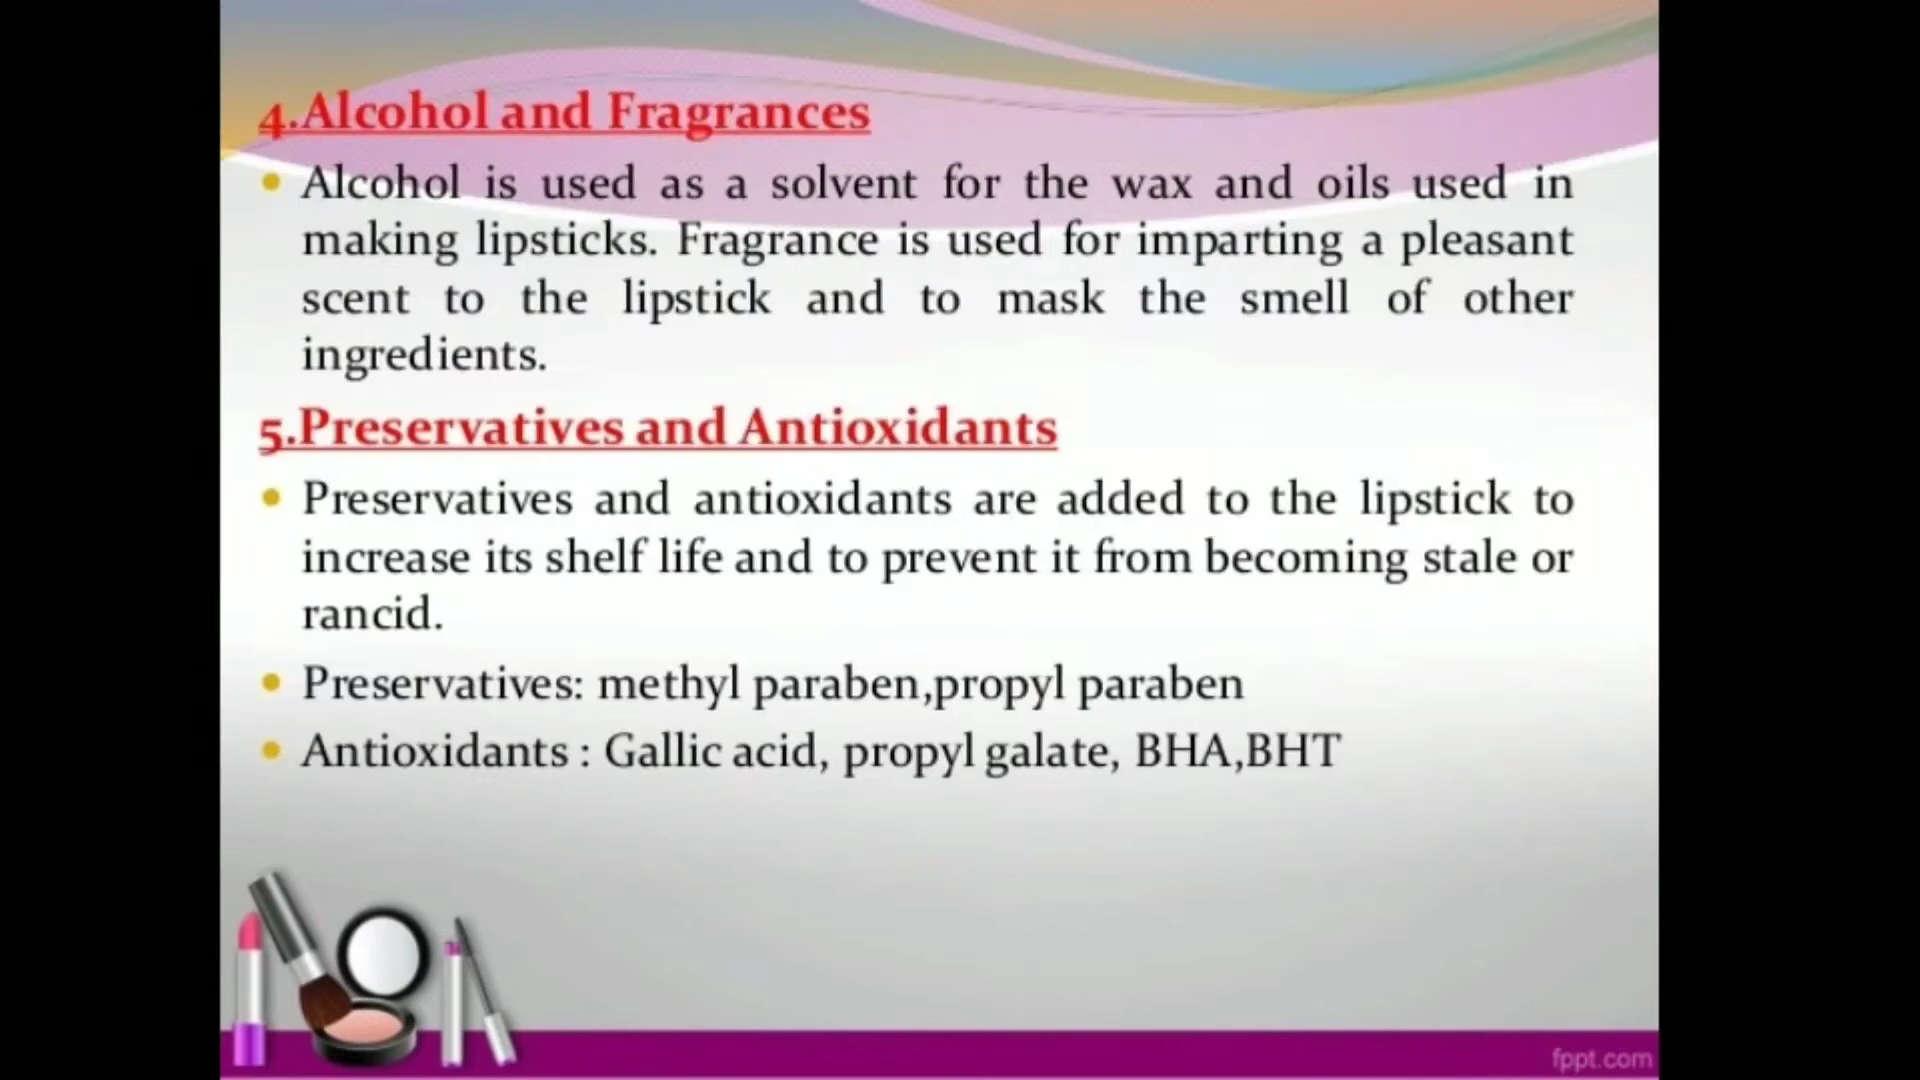 4.Alcohol and Fragrances
Alcohol is used as a solvent for the wax and oils used in
making lipsticks. Fragrance is used for imparting a pleasant
scent to the lipstick and to mask the smell of other
ingredients.
5.Preservatives and Antioxidants
Preservatives and antioxidants are added to the lipstick to
increase its shelf life and to prevent it from becoming stale or
rancid.
Preservatives: methyl paraben,propyl paraben
Antioxidants : Gallic acid, propyl galate, BHA,BHT
fppt.com